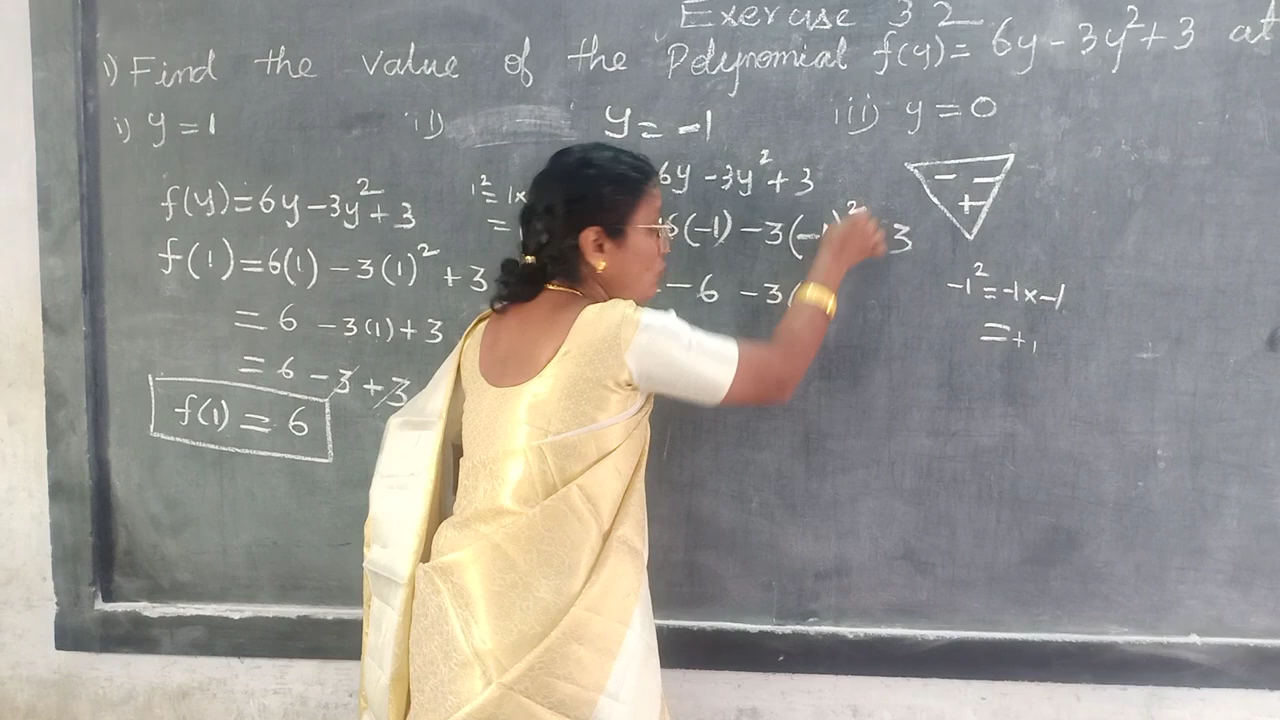 Exercise 3.2
1) Find the value of the Polynomial f(y)= 6y - 3y²+ 3 at
i) y = 1
ii) y = -1
iii) y = 0
f(y) = 6y - 3y² + 3
f(1) = 6(1) - 3(1)² + 3
= 6 - 3(1) + 3
= 6 - 3 + 3
f(1) = 6
1² = 1x
=
6y - 3y² + 3
6(-1) - 3(-1)² 3
- 6 - 3(
- -
+
-1² = -1 x -1
= +1